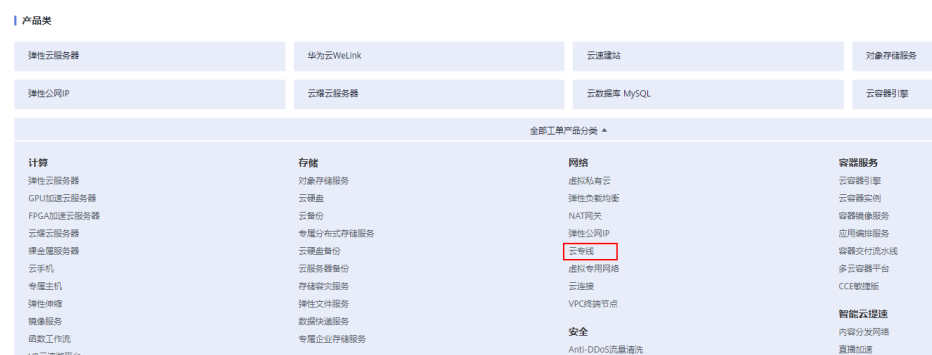 产品类
弹性云服务器
华为云WeLink
云速建站
对象存储服务
弹性公网IP
云耀云服务器
云数据库 MySQL
云容器引擎
全部工单产品分类
计算
弹性云服务器
GPU加速云服务器
FPGA加速云服务器
云耀云服务器
裸金属服务器
云手机
专属主机
弹性伸缩
镜像服务
函数工作流
存储
对象存储服务
云硬盘
云备份
专属分布式存储服务
云硬盘备份
云服务器备份
存储容灾服务
弹性文件服务
数据快递服务
专属企业存储服务
网络
虚拟私有云
弹性负载均衡
NAT网关
弹性公网IP
云专线
虚拟专用网络
云连接
VPC终端节点
安全
Anti-DDoS流量清洗
容器服务
云容器引擎
云容器实例
容器镜像服务
应用编排服务
容器交付流水线
多云容器平台
CCE敏捷版
智能云提速
内容分发网络
直播加速